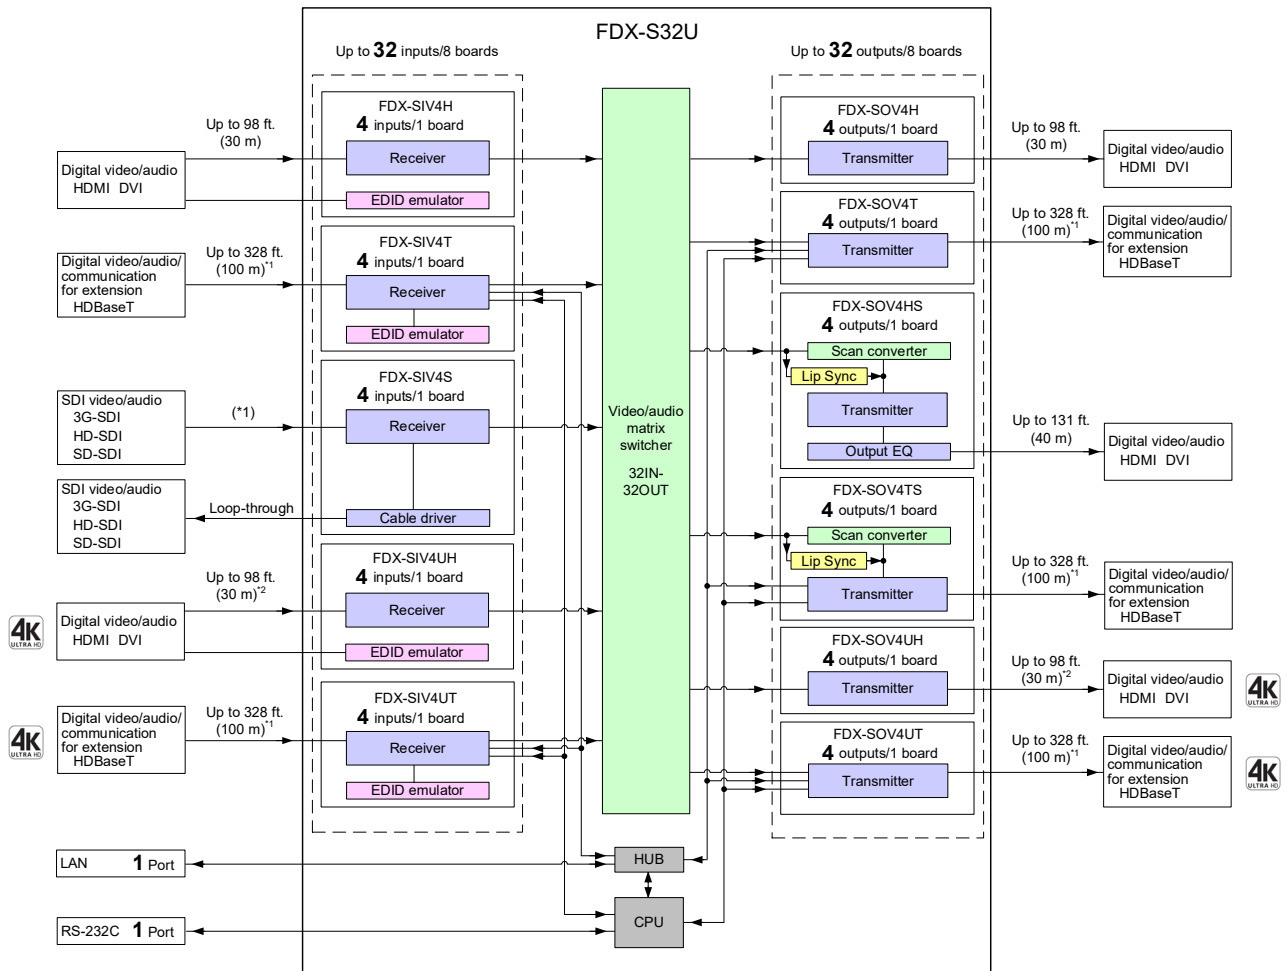 FDX-S32U
Up to 32 inputs/8 boards
Up to 32 outputs/8 boards
Digital video/audio
HDMI DVI
Up to 98 ft.
(30 m)
FDX-SIV4H
4 inputs/1 board
Receiver
EDID emulator
Digital video/audio/
communication
for extension
HDBaseT
Up to 328 ft.
(100 m)*1
FDX-SIV4T
4 inputs/1 board
Receiver
EDID emulator
SDI video/audio
3G-SDI
HD-SDI
SD-SDI
(*1)
FDX-SIV4S
4 inputs/1 board
Receiver
SDI video/audio
3G-SDI
HD-SDI
SD-SDI
Loop-through
Cable driver
4K
ULTRA HD
Digital video/audio
HDMI DVI
Up to 98 ft.
(30 m)*2
FDX-SIV4UH
4 inputs/1 board
Receiver
EDID emulator
4K
ULTRA HD
Digital video/audio/
communication
for extension
HDBaseT
Up to 328 ft.
(100 m)*1
FDX-SIV4UT
4 inputs/1 board
Receiver
EDID emulator
LAN 1 Port
RS-232C 1 Port
Video/audio
matrix
switcher
32IN-
32OUT
HUB
CPU
FDX-SOV4H
4 outputs/1 board
Transmitter
Up to 98 ft.
(30 m)
Digital video/audio
HDMI DVI
FDX-SOV4T
4 outputs/1 board
Transmitter
Up to 328 ft.
(100 m)*1
Digital video/audio/
communication
for extension
HDBaseT
FDX-SOV4HS
4 outputs/1 board
Scan converter
Lip Sync
Transmitter
Output EQ
Up to 131 ft.
(40 m)
Digital video/audio
HDMI DVI
FDX-SOV4TS
4 outputs/1 board
Scan converter
Lip Sync
Transmitter
Up to 328 ft.
(100 m)*1
Digital video/audio/
communication
for extension
HDBaseT
FDX-SOV4UH
4 outputs/1 board
Transmitter
Up to 98 ft.
(30 m)*2
Digital video/audio
HDMI DVI
4K
ULTRA HD
FDX-SOV4UT
4 outputs/1 board
Transmitter
Up to 328 ft.
(100 m)*1
Digital video/audio/
communication
for extension
HDBaseT
4K
ULTRA HD